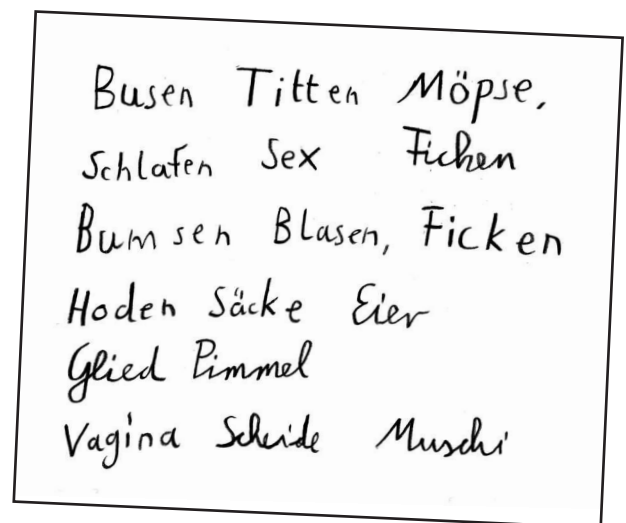 Busen Titten Möpse,
Schlafen Sex Ficken
Bumsen Blasen, Ficken
Hoden Säcke Eier
Glied Pimmel
Vagina Scheide Muschi